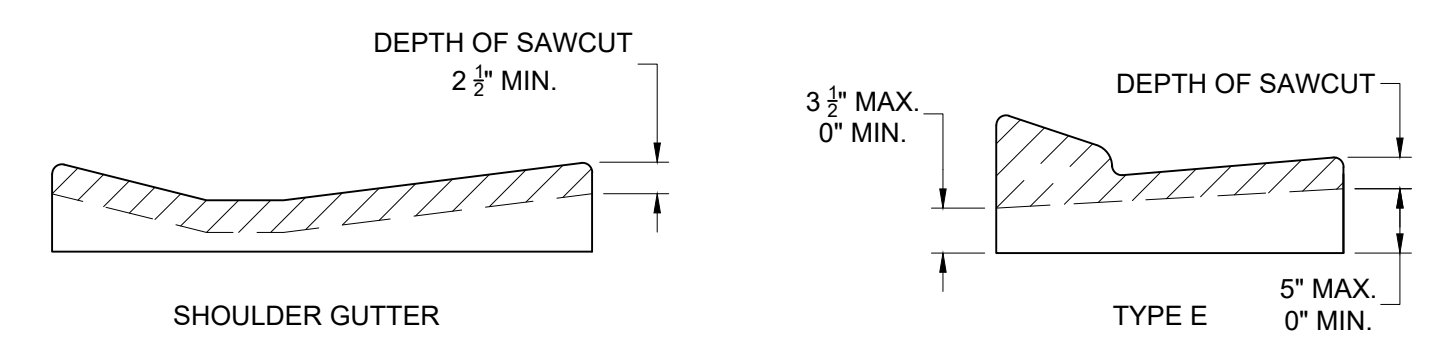 DEPTH OF SAWCUT
2 1/2" MIN.
SHOULDER GUTTER
3 1/2" MAX.
0" MIN.
DEPTH OF SAWCUT
5" MAX.
0" MIN.
TYPE E